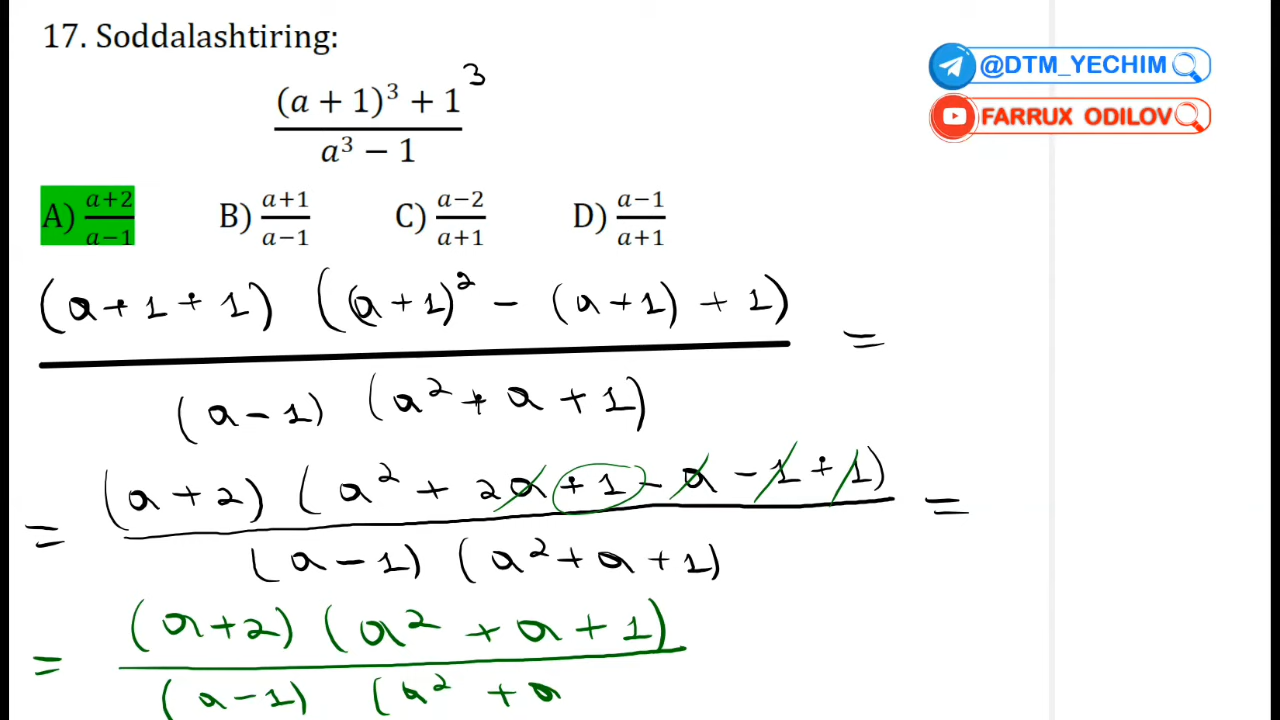 17. Soddalashtiring:
@DTM_YECHIM
FARRUX ODILOV
(a + 1)³ + 1³
a³ − 1
A) a+2/a−1 B) a+1/a−1 C) a−2/a+1 D) a−1/a+1
(a+1+1) ((a+1)² − (a+1) + 1)
=
(a−1) (a²+a+1)
(a+2) (a² + 2a + 1 − a − 1 + 1)
= =
(a−1) (a²+a+1)
(a+2) (a² + a + 1)
=
(a−1) (a² + a